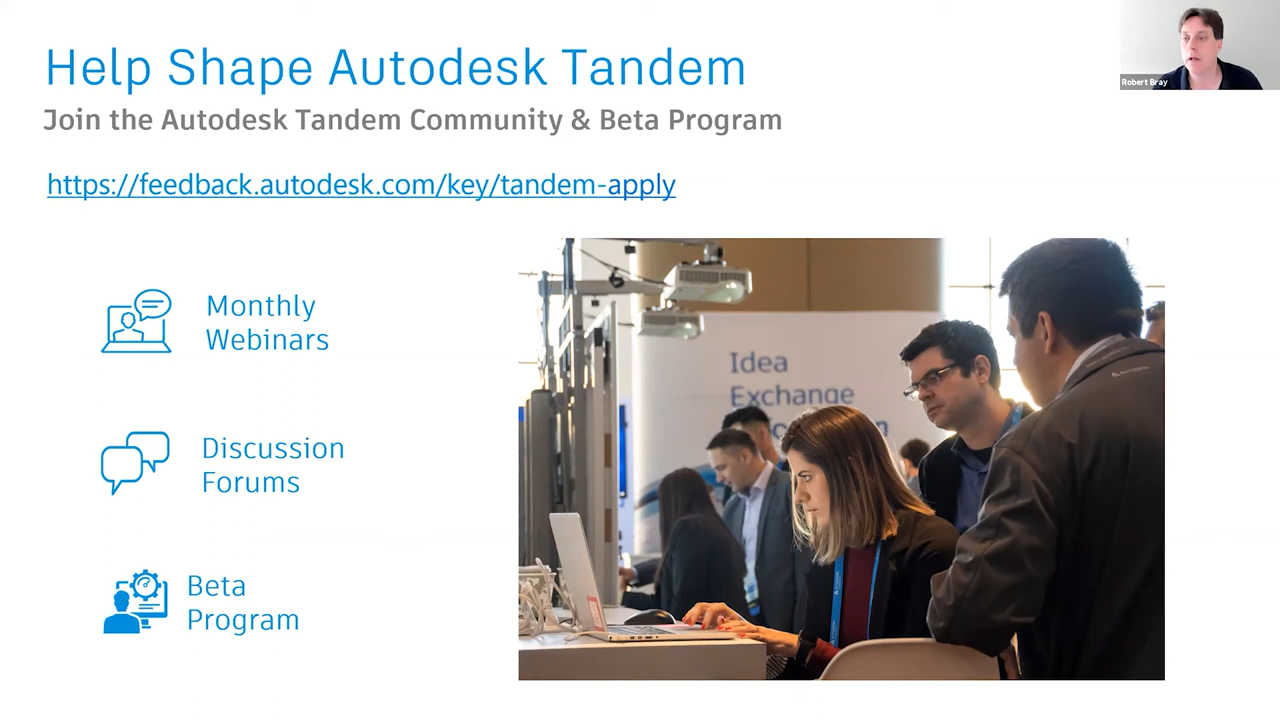 Help Shape Autodesk Tandem
Robert Bray
Join the Autodesk Tandem Community & Beta Program
https://feedback.autodesk.com/key/tandem-apply
Monthly
Webinars
Idea
Exchange
Discussion
Forums
Beta
Program
AUTODESK